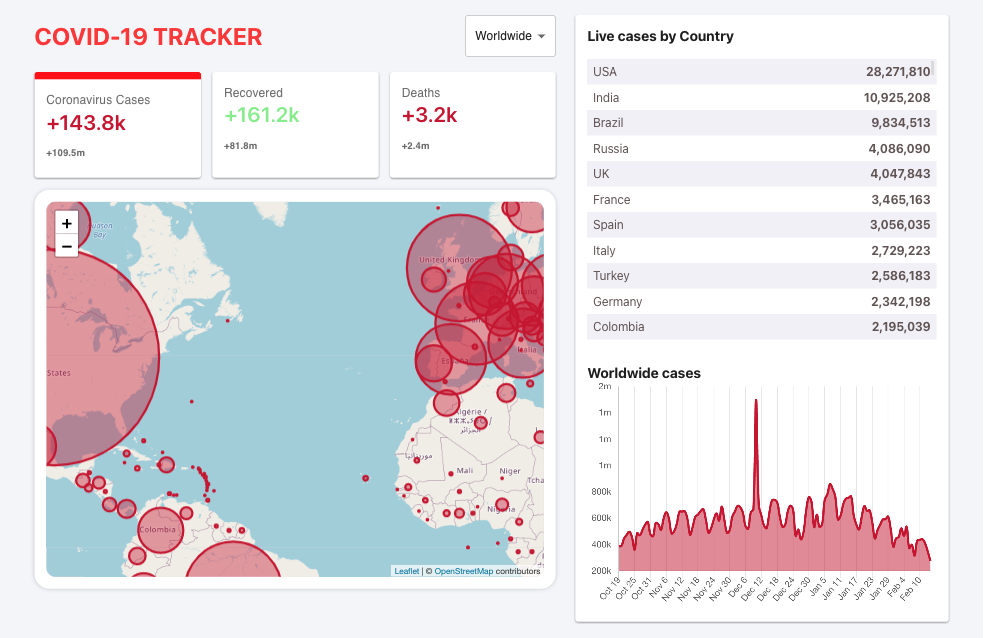 COVID-19 TRACKER
Worldwide
Coronavirus Cases
+143.8k
+109.5m
Recovered
+161.2k
+81.8m
Deaths
+3.2k
+2.4m
+
−
United Kingdom
States
España
Italia
Algérie /
الجزائر
Mali
Niger
Nigeria
Colombia
Leaflet | © OpenStreetMap contributors
Live cases by Country
USA 28,271,810
India 10,925,208
Brazil 9,834,513
Russia 4,086,090
UK 4,047,843
France 3,465,163
Spain 3,056,035
Italy 2,729,223
Turkey 2,586,183
Germany 2,342,198
Colombia 2,195,039
Worldwide cases
2m
1m
1m
1m
800k
600k
400k
200k
Oct 19
Oct 25
Oct 31
Nov 6
Nov 12
Nov 18
Nov 24
Nov 30
Dec 6
Dec 12
Dec 18
Dec 24
Dec 30
Jan 5
Jan 11
Jan 17
Jan 23
Jan 29
Feb 4
Feb 10